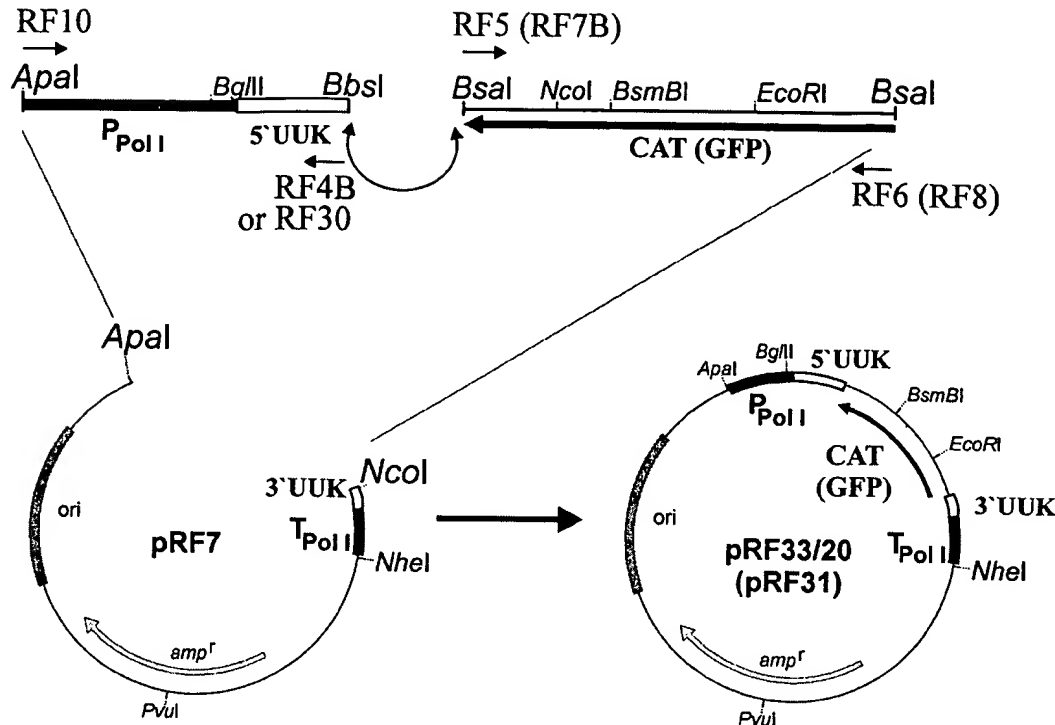 RF10
RF5 (RF7B)
ApaI
BglII
BbsI
BsaI
NcoI
BsmBI
EcoRI
BsaI
PPol I
5`UUK
CAT (GFP)
RF4B
or RF30
RF6 (RF8)
ApaI
NcoI
3`UUK
ori
pRF7
TPol I
NheI
ampr
PvuI
ApaI
BglII
5`UUK
BsmBI
PPol I
EcoRI
CAT
(GFP)
3`UUK
ori
pRF33/20
(pRF31)
TPol I
NheI
ampr
PvuI